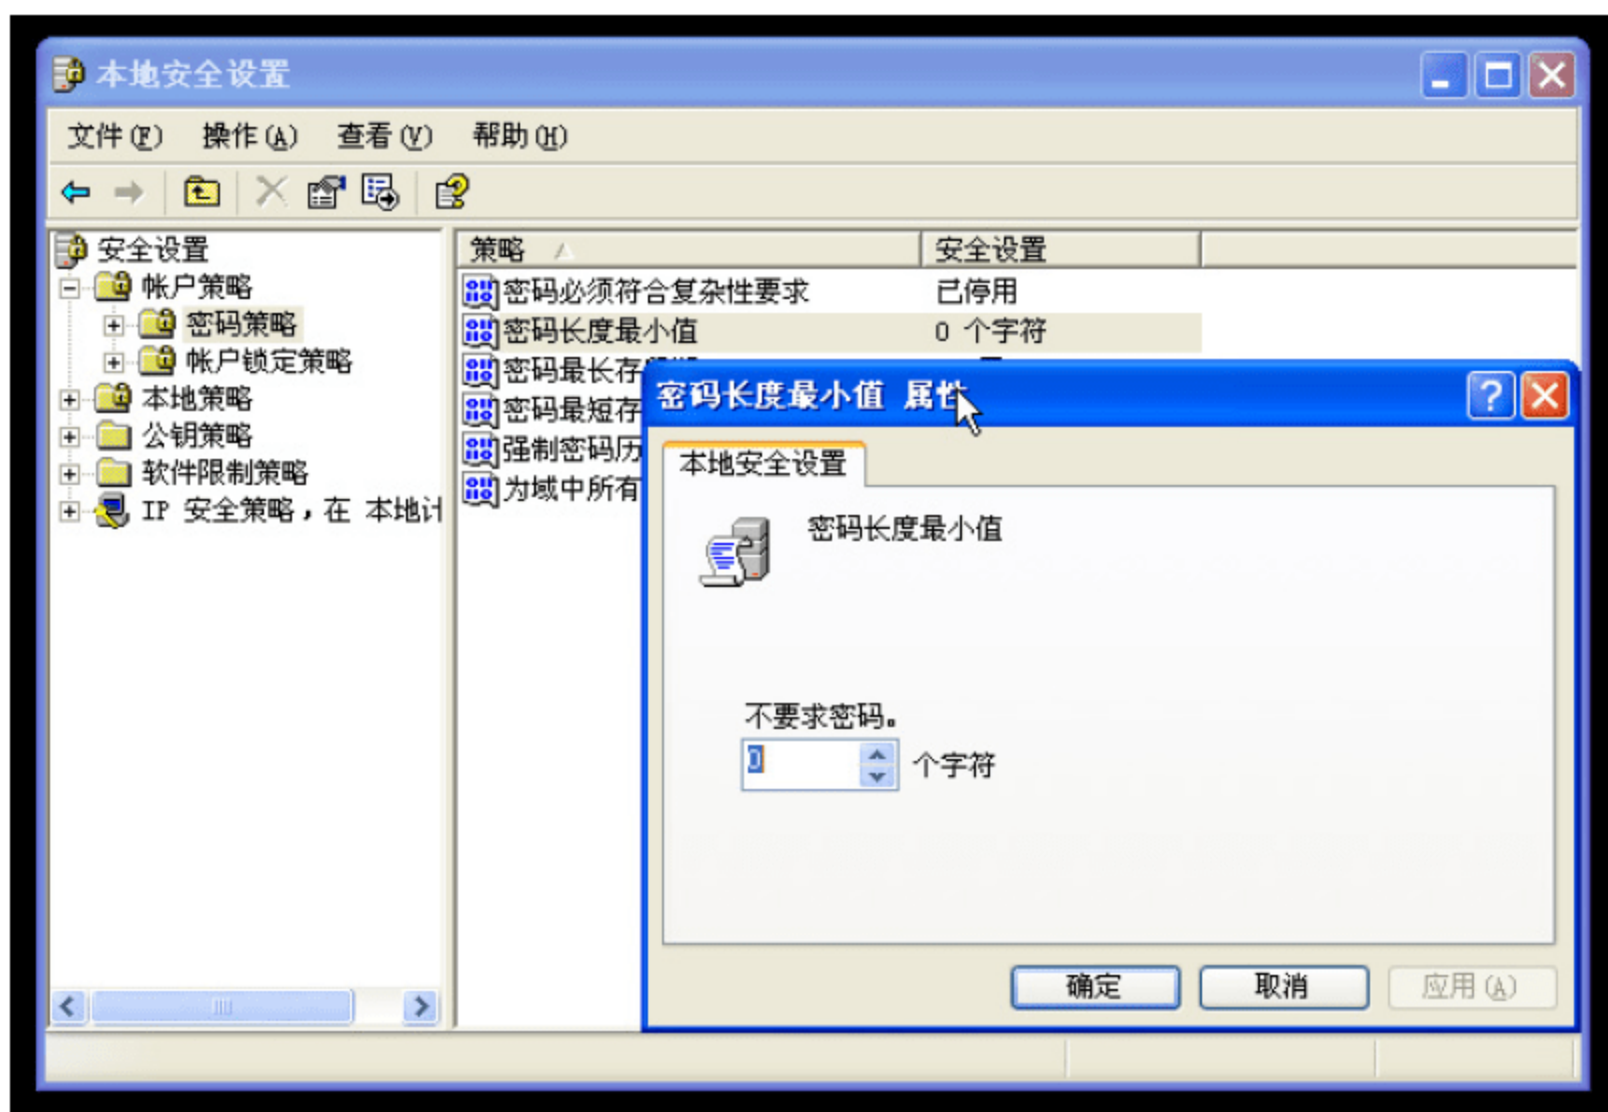 本地安全设置
文件(F) 操作(A) 查看(V) 帮助(H)
安全设置
帐户策略
密码策略
帐户锁定策略
本地策略
公钥策略
软件限制策略
IP 安全策略，在 本地计
策略 安全设置
密码必须符合复杂性要求 已停用
密码长度最小值 0 个字符
密码最长存
密码最短存
强制密码历
为域中所有
密码长度最小值 属性
本地安全设置
密码长度最小值
不要求密码。
0 个字符
确定 取消 应用(A)